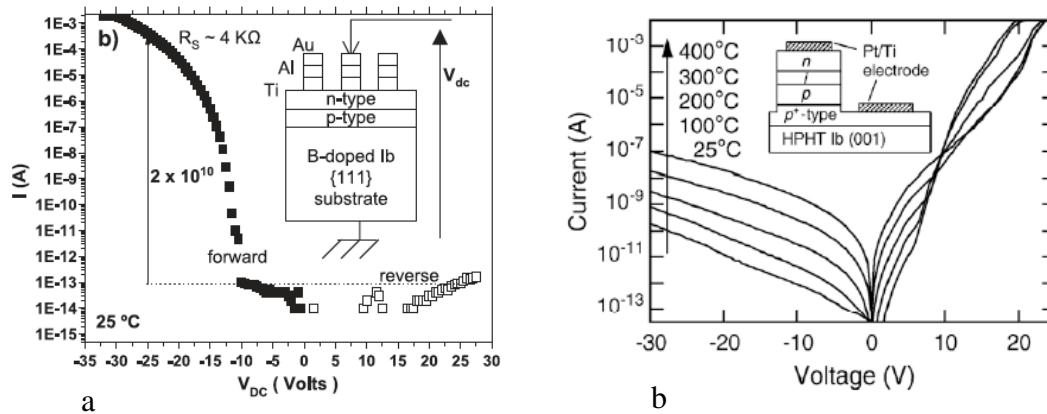 b)
R_S ~ 4 KΩ
1E-3
1E-4
1E-5
1E-6
1E-7
1E-8
1E-9
1E-10
1E-11
1E-12
1E-13
1E-14
1E-15
I (A)
2 x 10^10
Au
Al
Ti
V_dc
n-type
p-type
B-doped Ib
{111}
substrate
forward
reverse
25 ºC
-35 -30 -25 -20 -15 -10 -5 0 5 10 15 20 25 30
V_DC ( Volts )
a
10^-3
10^-5
10^-7
10^-9
10^-11
10^-13
Current (A)
400°C
300°C
200°C
100°C
25°C
Pt/Ti
electrode
n
i
p
p+-type
HPHT Ib (001)
-30 -20 -10 0 10 20
Voltage (V)
b